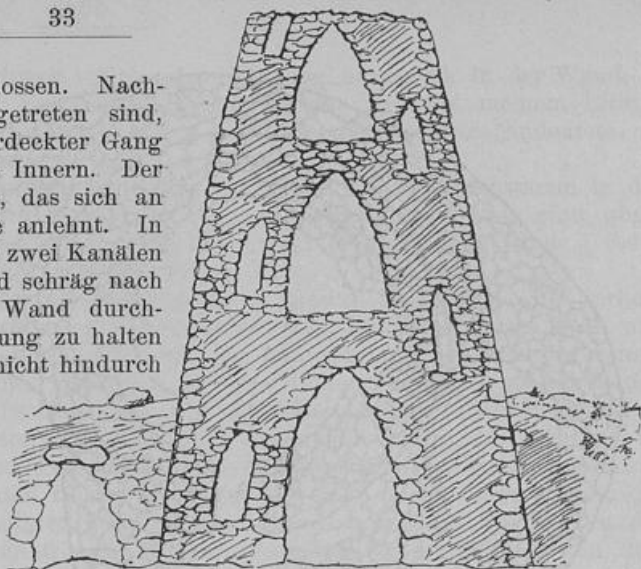 33
ossen. Nach-
getreten sind,
rdeckter Gang
Innern. Der
, das sich an
e anlehnt. In
zwei Kanälen
d schräg nach
Wand durch-
ung zu halten
nicht hindurch